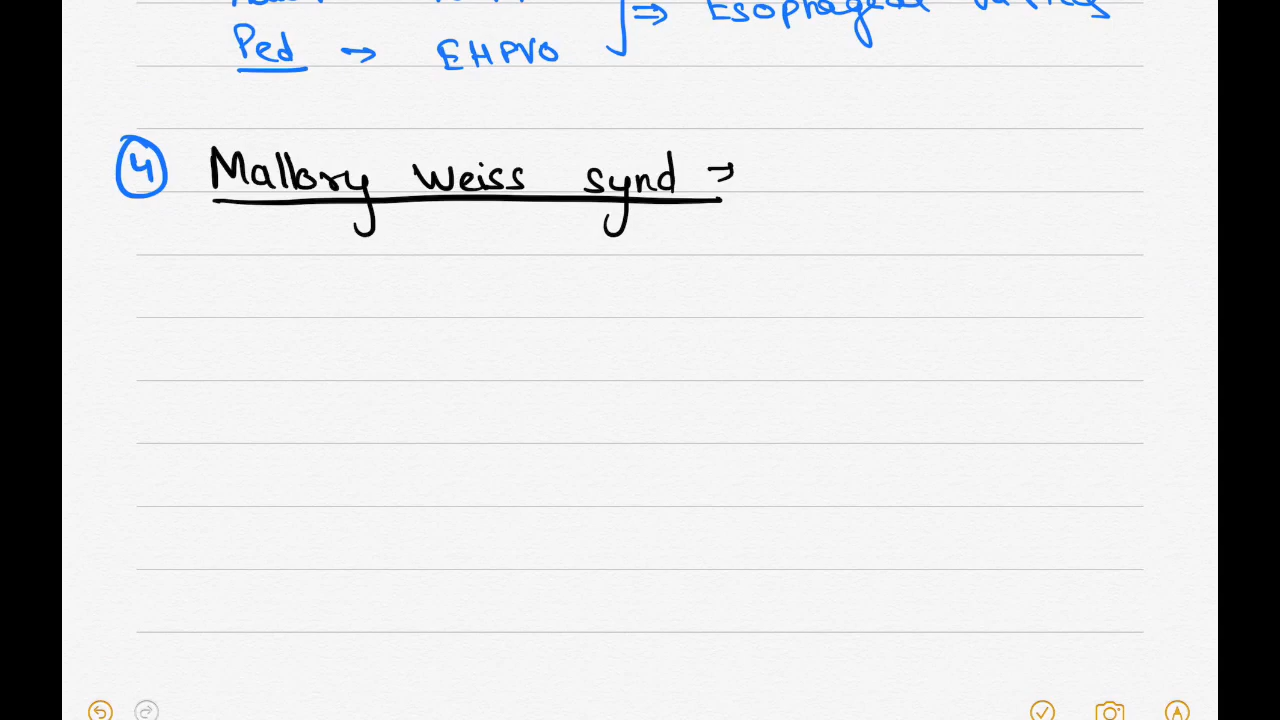 ⇒ Esophageal
Ped → EHPVO
4 Mallory Weiss synd →